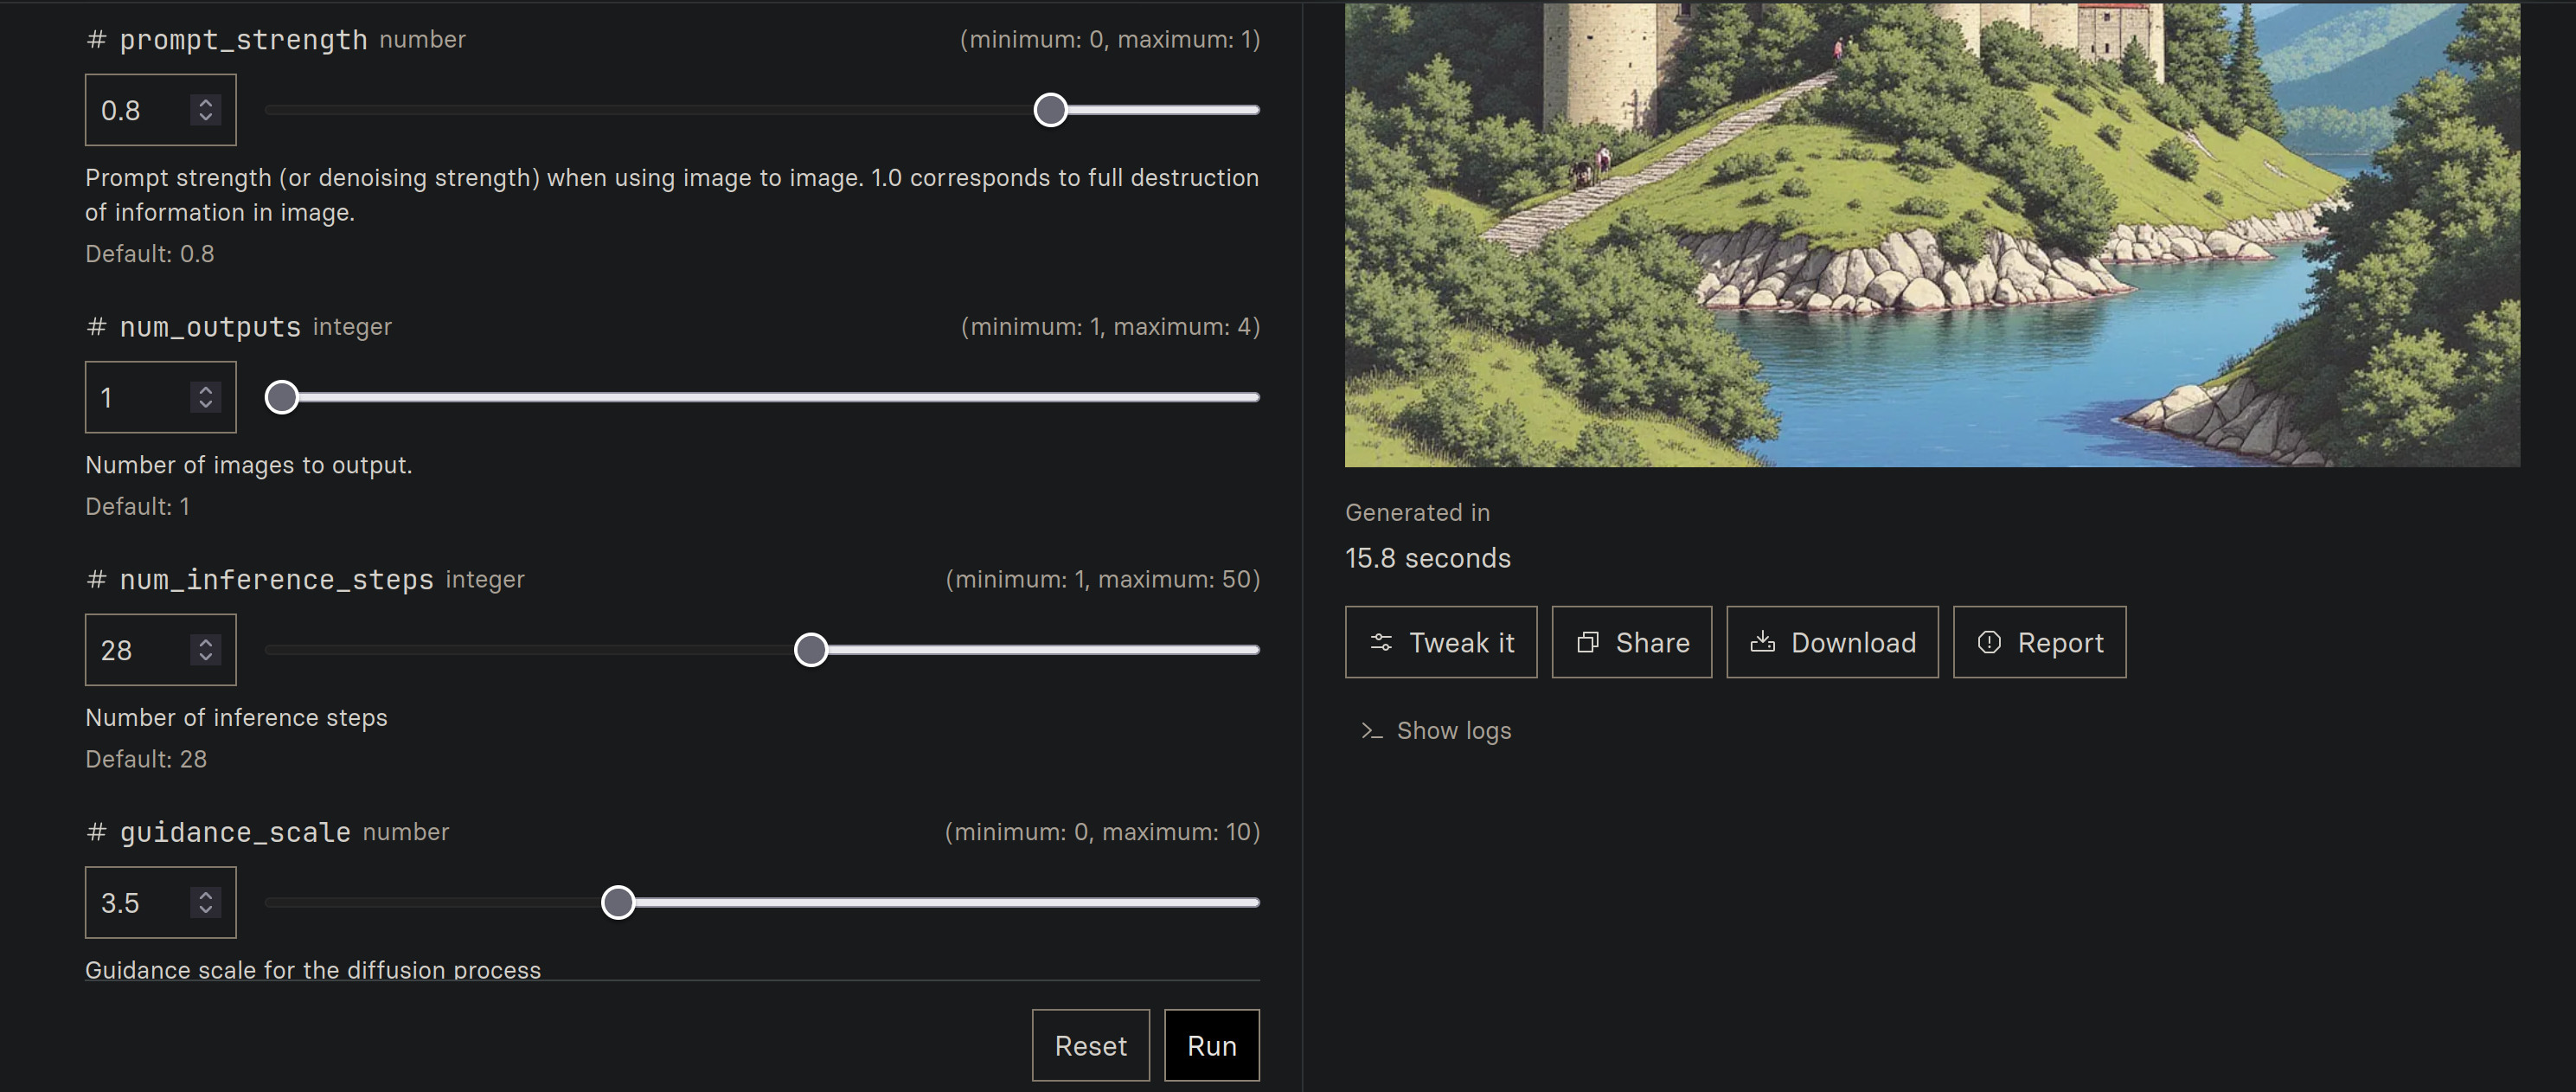 # prompt_strength number (minimum: 0, maximum: 1)
0.8
Prompt strength (or denoising strength) when using image to image. 1.0 corresponds to full destruction
of information in image.
Default: 0.8
# num_outputs integer (minimum: 1, maximum: 4)
1
Number of images to output.
Default: 1
# num_inference_steps integer (minimum: 1, maximum: 50)
28
Number of inference steps
Default: 28
# guidance_scale number (minimum: 0, maximum: 10)
3.5
Guidance scale for the diffusion process
Reset Run
Generated in
15.8 seconds
Tweak it Share Download Report
>_ Show logs